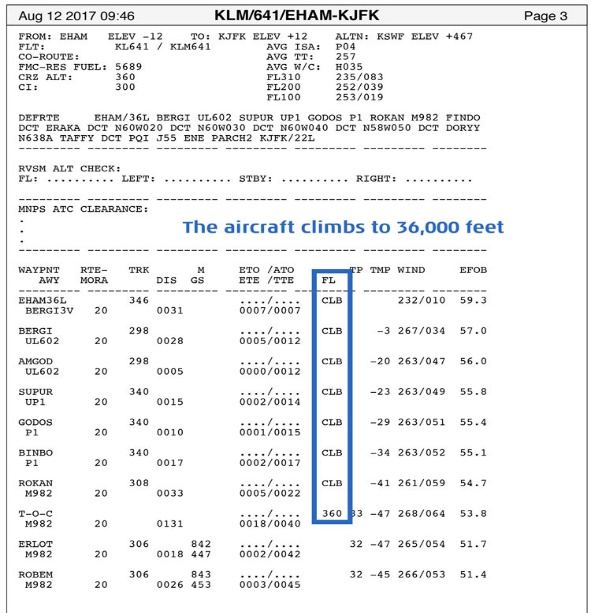 Aug 12 2017 09:46 KLM/641/EHAM-KJFK Page 3
FROM: EHAM ELEV -12 TO: KJFK ELEV +12 ALTN: KSWF ELEV +467
FLT: KL641 / KLM641 AVG ISA: P04
CO-ROUTE: AVG TT: 257
FMC-RES FUEL: 5689 AVG W/C: H035
CRZ ALT: 360 FL310 235/083
CI: 300 FL200 252/039
FL100 253/019
DEFRTE EHAM/36L BERGI UL602 SUPUR UP1 GODOS P1 ROKAN M982 FINDO
DCT ERAKA DCT N60W020 DCT N60W030 DCT N60W040 DCT N58W050 DCT DORYY
N638A TAFFY DCT PQI J55 ENE PARCH2 KJFK/22L
RVSM ALT CHECK:
FL: .......... LEFT: .......... STBY: .......... RIGHT: ..........
MNPS ATC CLEARANCE:
.
.
.
The aircraft climbs to 36,000 feet
WAYPNT RTE- TRK M ETO /ATO TP TMP WIND EFOB
AWY MORA DIS GS ETE /TTE FL
EHAM36L 346 ..../.... CLB 232/010 59.3
BERGI3V 20 0031 0007/0007
BERGI 298 ..../.... CLB -3 267/034 57.0
UL602 20 0028 0005/0012
AMGOD 298 ..../.... CLB -20 263/047 56.0
UL602 20 0005 0000/0012
SUPUR 340 ..../.... CLB -23 263/049 55.8
UP1 20 0015 0002/0014
GODOS 340 ..../.... CLB -29 263/051 55.4
P1 20 0010 0001/0015
BINBO 340 ..../.... CLB -34 263/052 55.1
P1 20 0017 0002/0017
ROKAN 308 ..../.... CLB -41 261/059 54.7
M982 20 0033 0005/0022
T-O-C ..../.... 360 33 -47 268/064 53.8
M982 20 0131 0018/0040
ERLOT 306 842 ..../.... 32 -47 265/054 51.7
M982 20 0018 447 0002/0042
ROBEM 306 843 ..../.... 32 -45 266/053 51.4
M982 20 0026 453 0003/0045